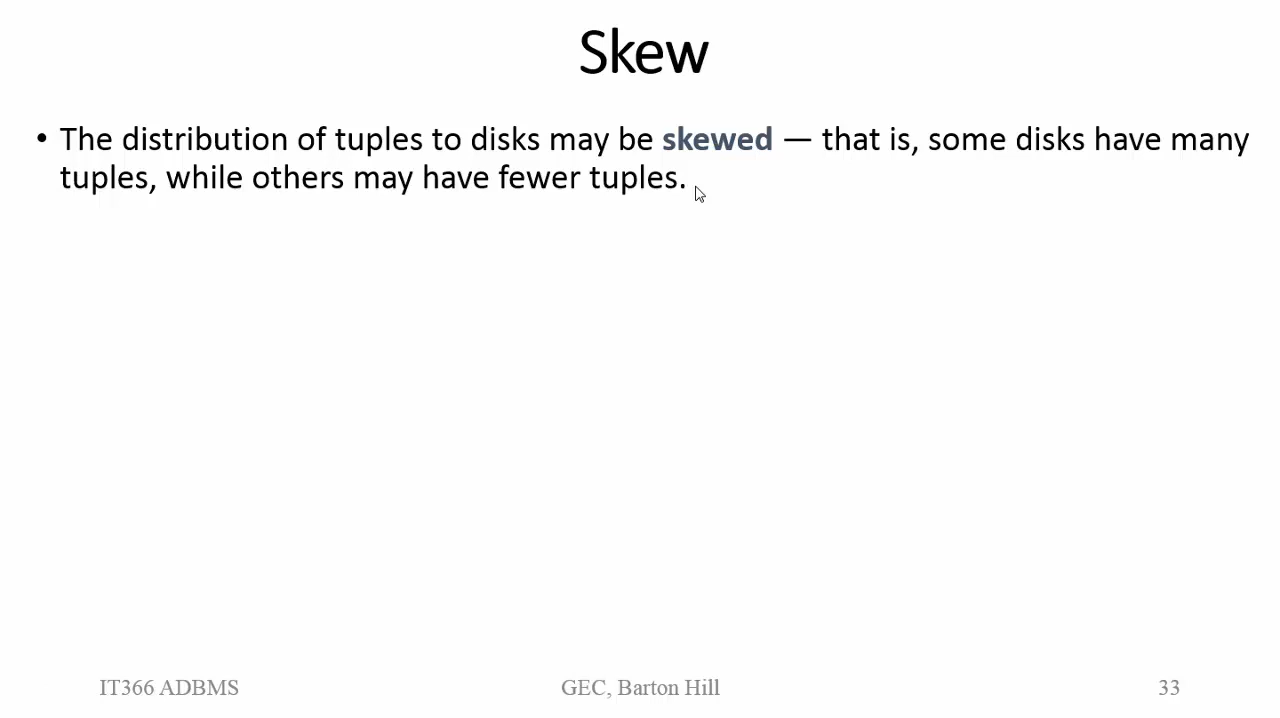 Skew
• The distribution of tuples to disks may be skewed — that is, some disks have many
tuples, while others may have fewer tuples.
IT366 ADBMS
GEC, Barton Hill
33